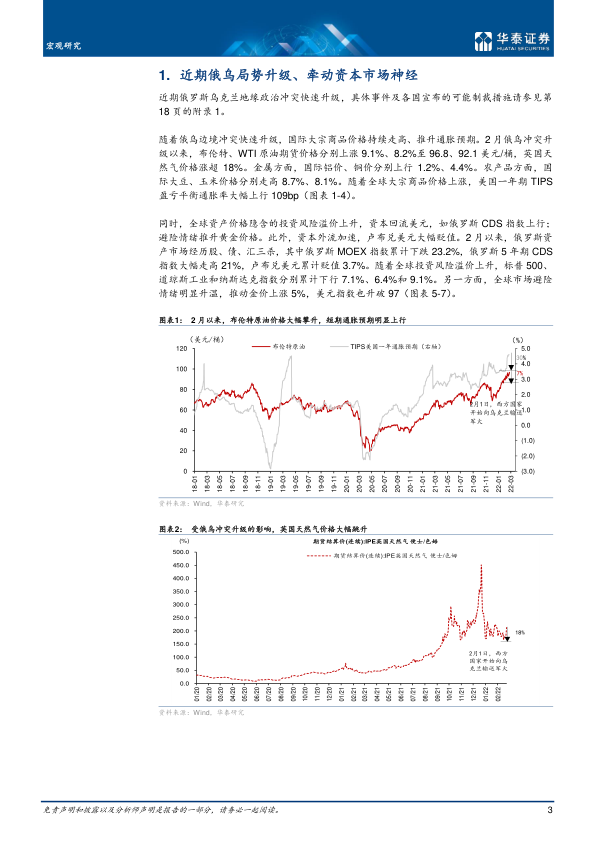 宏观研究
华泰证券
HUATAI SECURITIES
1. 近期俄乌局势升级、牵动资本市场神经
近期俄罗斯乌克兰地缘政治冲突快速升级，具体事件及各国宣布的可能制裁措施请参见第
18 页的附录 1。
随着俄乌边境冲突快速升级，国际大宗商品价格持续走高、推升通胀预期。2 月俄乌冲突升
级以来，布伦特、WTI 原油期货价格分别上涨 9.1%、8.2%至 96.8、92.1 美元/桶，英国天
然气价格涨超 18%。金属方面，国际铝价、铜价分别上行 1.2%、4.4%。农产品方面，国
际大豆、玉米价格分别走高 8.7%、8.1%。随着全球大宗商品价格上涨，美国一年期 TIPS
盈亏平衡通胀率大幅上行 109bp（图表 1-4）。
同时，全球资产价格隐含的投资风险溢价上升，资本回流美元，如俄罗斯 CDS 指数上行；
避险情绪推升黄金价格。此外，资本外流加速，卢布兑美元大幅贬值。2 月以来，俄罗斯资
产市场经历股、债、汇三杀，其中俄罗斯 MOEX 指数累计下跌 23.2%，俄罗斯 5 年期 CDS
指数大幅走高 21%，卢布兑美元累计贬值 3.7%。随着全球投资风险溢价上升，标普 500、
道琼斯工业和纳斯达克指数分别累计下行 7.1%、6.4%和 9.1%。另一方面，全球市场避险
情绪明显升温，推动金价上涨 5%，美元指数也升破 97（图表 5-7）。
图表1： 2 月以来，布伦特原油价格大幅攀升，短期通胀预期明显上行
（美元/桶）
(%)
布伦特原油
TIPS美国一年通胀预期（右轴）
120
100
80
60
40
20
0
5.0
4.0
3.0
2.0
1.0
0.0
(1.0)
(2.0)
(3.0)
30%
7%
2月1日，西方国家
开始向乌克兰输送
军火
18-01 18-03 18-05 18-07 18-09 18-11 19-01 19-03 19-05 19-07 19-09 19-11 20-01 20-03 20-05 20-07 20-09 20-11 21-01 21-03 21-05 21-07 21-09 21-11 22-01 22-03
资料来源：Wind，华泰研究
图表2： 受俄乌冲突升级的影响，英国天然气价格大幅跳升
(%)
期货结算价(连续):IPE英国天然气 便士/色姆
期货结算价(连续):IPE英国天然气 便士/色姆
500.0
450.0
400.0
350.0
300.0
250.0
200.0
150.0
100.0
50.0
0.0
18%
2月1日，西方
国家开始向乌
克兰输送军火
01/20 02/20 03/20 04/20 05/20 06/20 07/20 08/20 09/20 10/20 11/20 12/20 01/21 02/21 03/21 04/21 05/21 06/21 07/21 08/21 09/21 10/21 11/21 12/21 01/22 02/22
资料来源：Wind，华泰研究
免责声明和披露以及分析师声明是报告的一部分，请务必一起阅读。
3